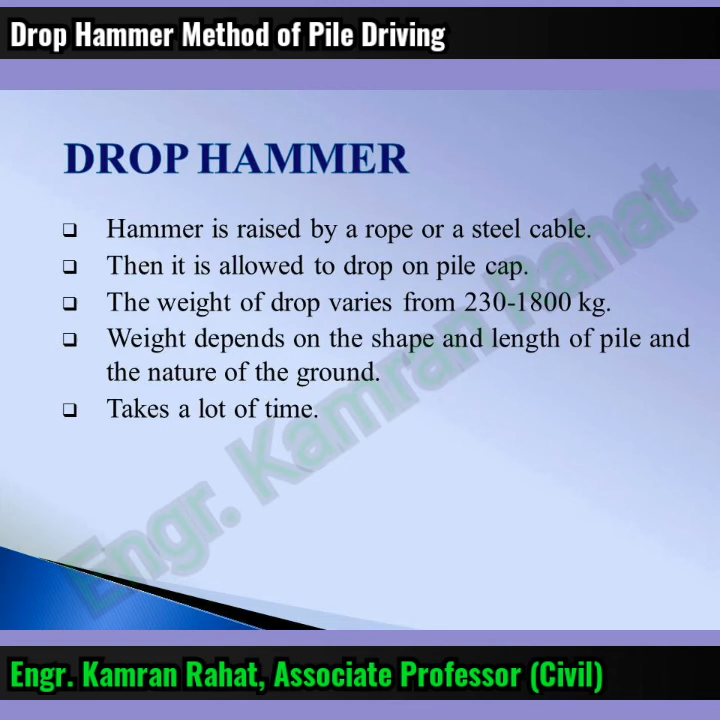 Drop Hammer Method of Pile Driving
DROP HAMMER
Hammer is raised by a rope or a steel cable.
Then it is allowed to drop on pile cap.
The weight of drop varies from 230-1800 kg.
Weight depends on the shape and length of pile and
the nature of the ground.
Takes a lot of time.
Engr. Kamran Rahat
Engr. Kamran Rahat, Associate Professor (Civil)